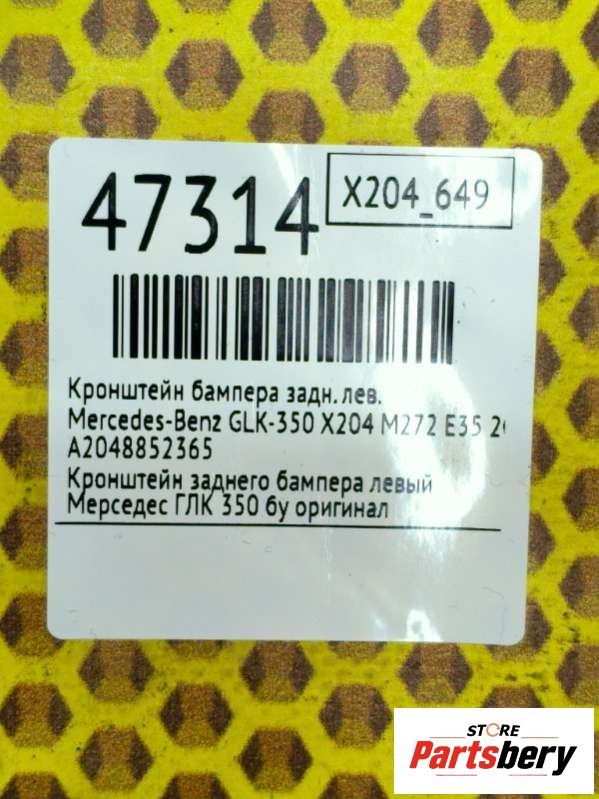 47314
X204_649
Кронштейн бампера задн.лев.
Mercedes-Benz GLK-350 X204 M272 E35
A2048852365
Кронштейн заднего бампера левый
Мерседес ГЛК 350 бу оригинал
STORE
Partsbery